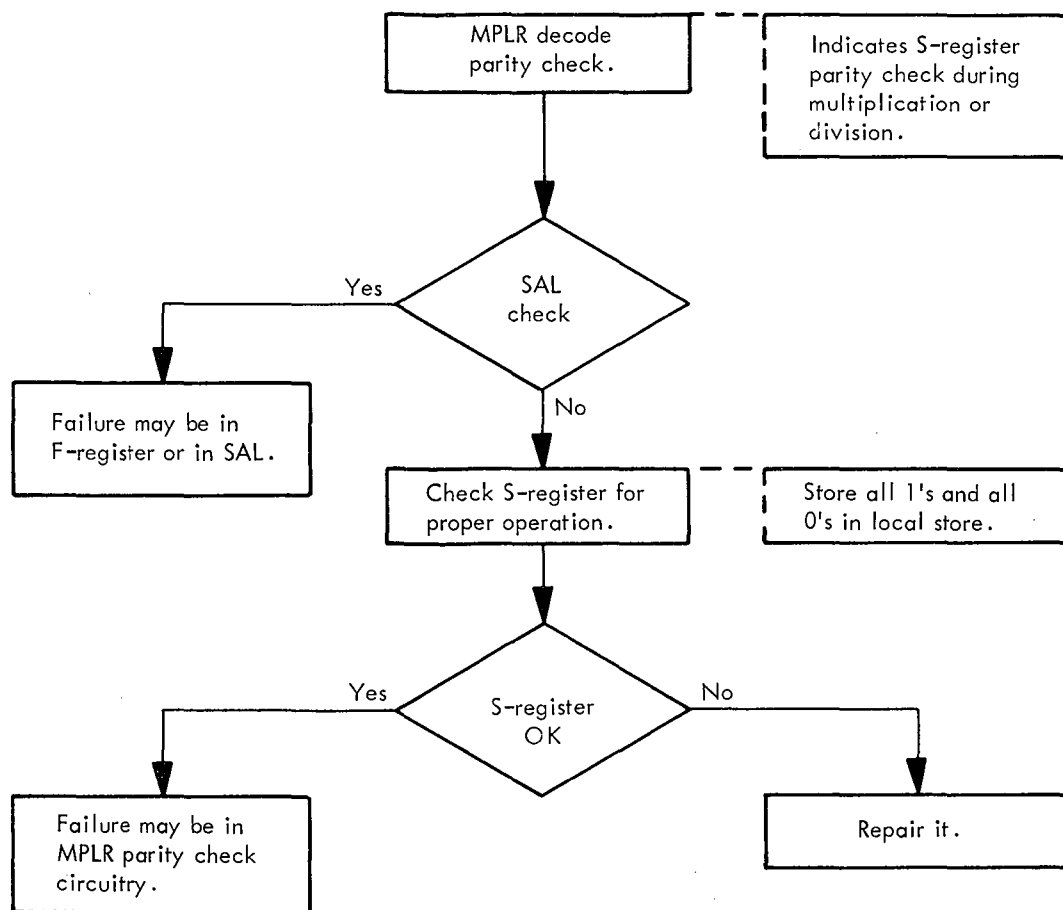 MPLR decode
parity check.
Indicates S-register
parity check during
multiplication or
division.
Yes
SAL
check
No
Failure may be in
F-register or in SAL.
Check S-register for
proper operation.
Store all 1's and all
0's in local store.
Yes
S-register
OK
No
Failure may be in
MPLR parity check
circuitry.
Repair it.